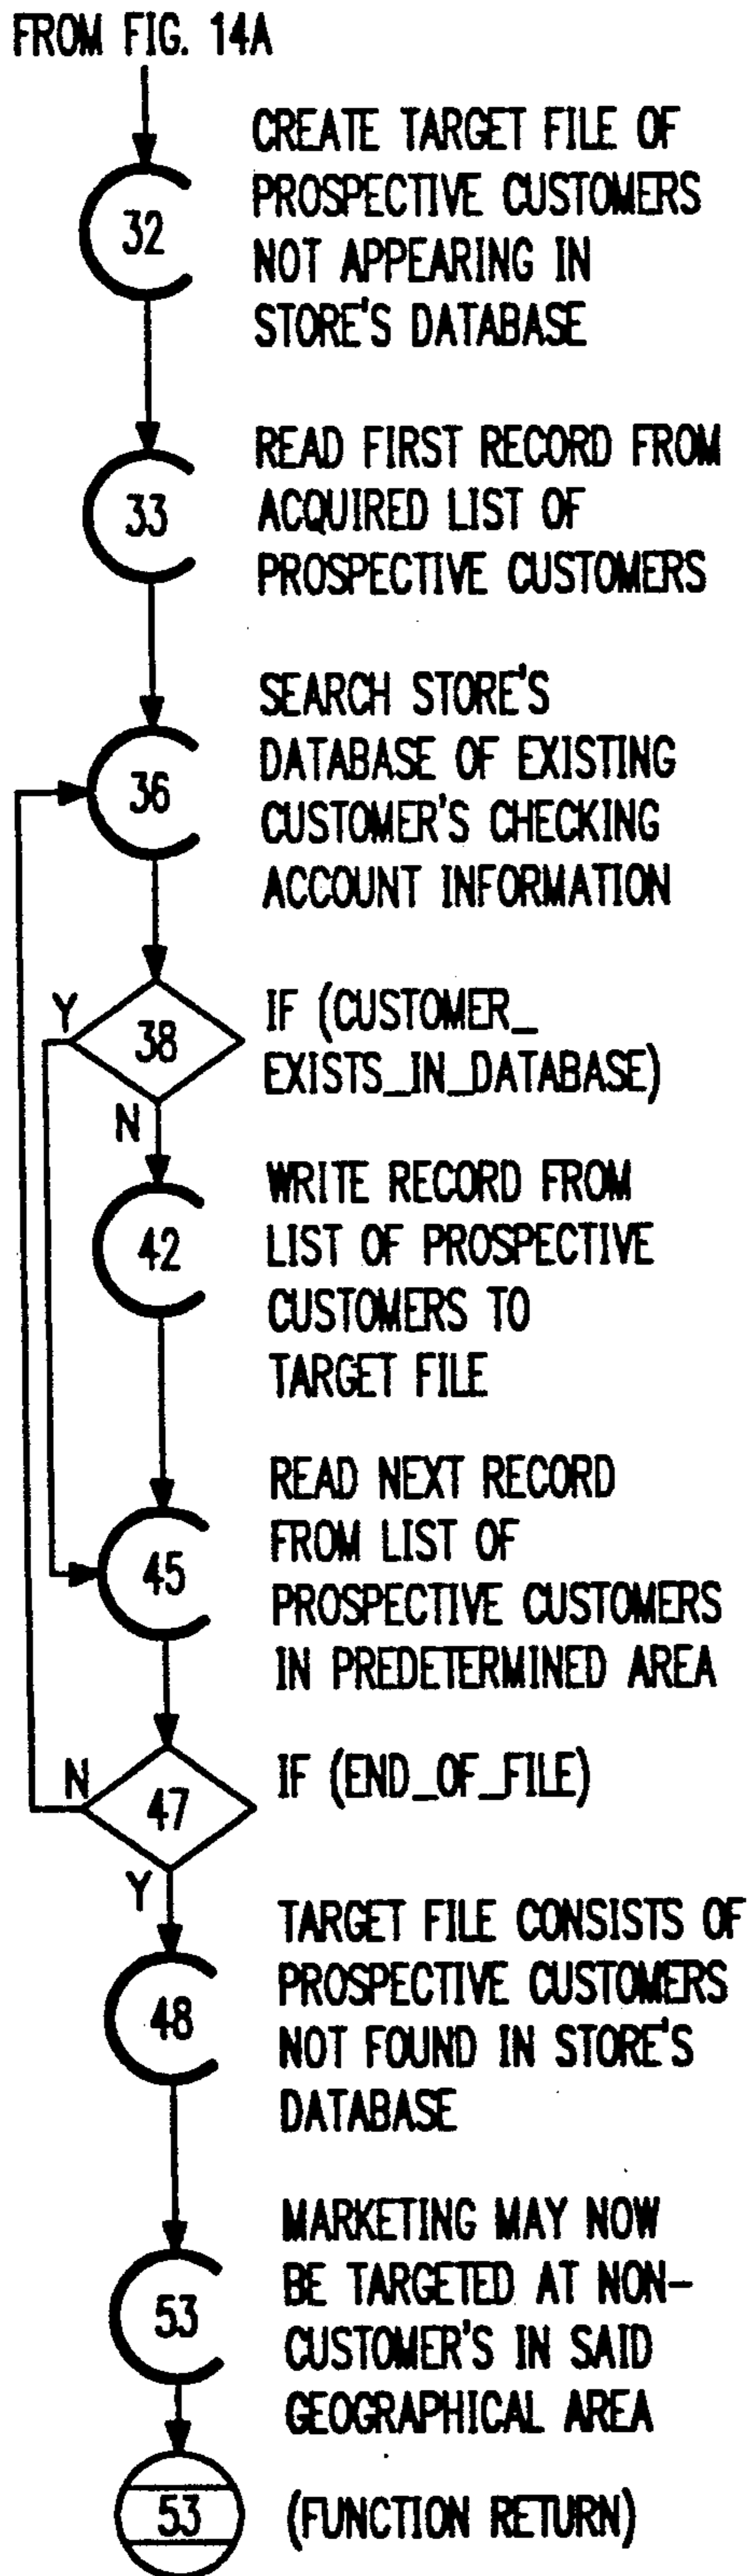 FROM FIG. 14A
32
CREATE TARGET FILE OF
PROSPECTIVE CUSTOMERS
NOT APPEARING IN
STORE'S DATABASE
33
READ FIRST RECORD FROM
ACQUIRED LIST OF
PROSPECTIVE CUSTOMERS
36
SEARCH STORE'S
DATABASE OF EXISTING
CUSTOMER'S CHECKING
ACCOUNT INFORMATION
Y
38
N
IF (CUSTOMER_
EXISTS_IN_DATABASE)
42
WRITE RECORD FROM
LIST OF PROSPECTIVE
CUSTOMERS TO
TARGET FILE
45
READ NEXT RECORD
FROM LIST OF
PROSPECTIVE CUSTOMERS
IN PREDETERMINED AREA
N
47
Y
IF (END_OF_FILE)
48
TARGET FILE CONSISTS OF
PROSPECTIVE CUSTOMERS
NOT FOUND IN STORE'S
DATABASE
53
MARKETING MAY NOW
BE TARGETED AT NON-
CUSTOMER'S IN SAID
GEOGRAPHICAL AREA
53
(FUNCTION RETURN)